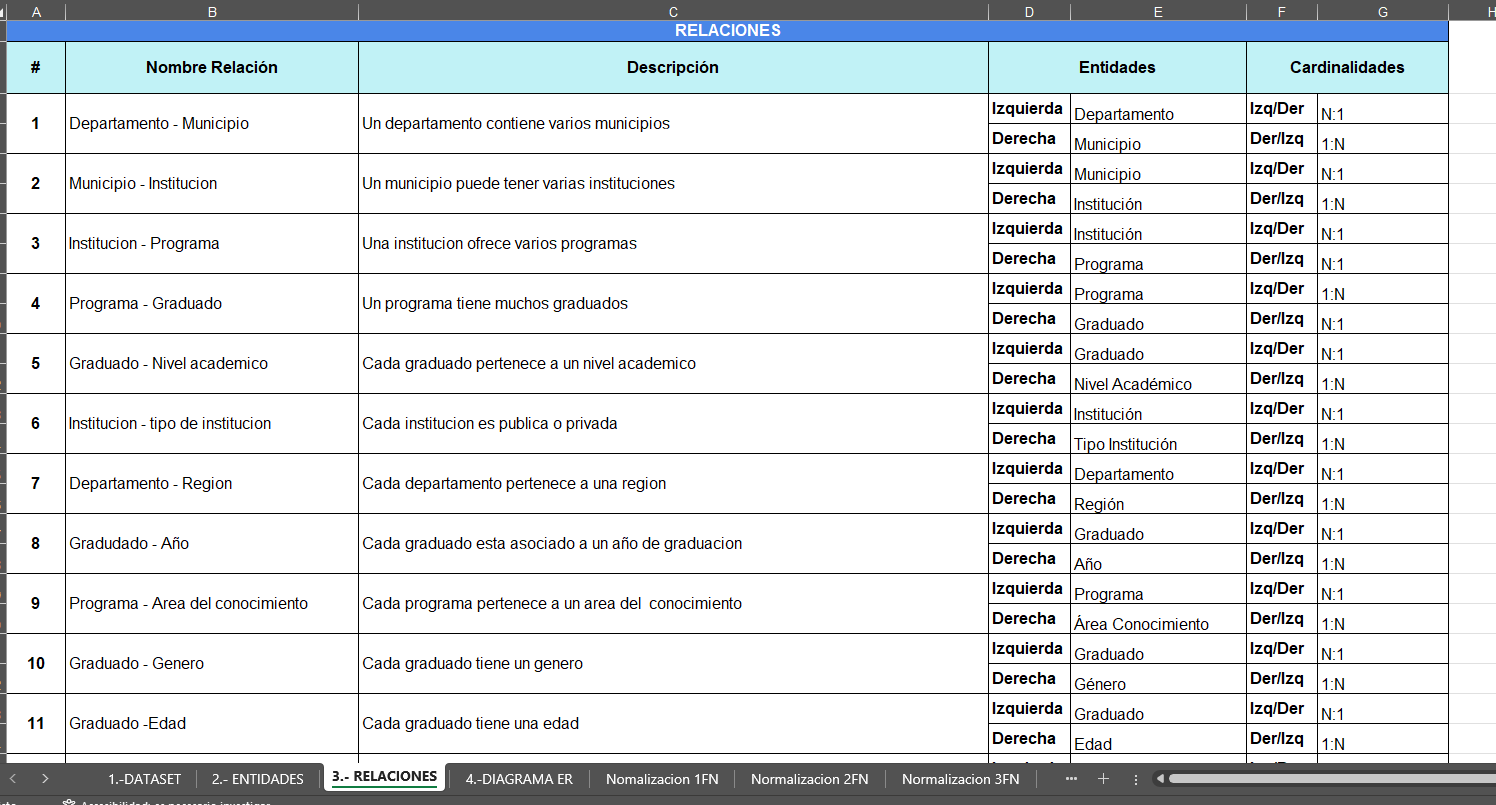 A B C D E F G H
RELACIONES
# Nombre Relación Descripción Entidades Cardinalidades
1 Departamento - Municipio Un departamento contiene varios municipios Izquierda Departamento Izq/Der N:1
Derecha Municipio Der/Izq 1:N
2 Municipio - Institucion Un municipio puede tener varias instituciones Izquierda Municipio Izq/Der N:1
Derecha Institución Der/Izq 1:N
3 Institucion - Programa Una institucion ofrece varios programas Izquierda Institución Izq/Der N:1
Derecha Programa Der/Izq N:1
4 Programa - Graduado Un programa tiene muchos graduados Izquierda Programa Izq/Der 1:N
Derecha Graduado Der/Izq N:1
5 Graduado - Nivel academico Cada graduado pertenece a un nivel academico Izquierda Graduado Izq/Der N:1
Derecha Nivel Académico Der/Izq 1:N
6 Institucion - tipo de institucion Cada institucion es publica o privada Izquierda Institución Izq/Der N:1
Derecha Tipo Institución Der/Izq 1:N
7 Departamento - Region Cada departamento pertenece a una region Izquierda Departamento Izq/Der N:1
Derecha Región Der/Izq 1:N
8 Gradudado - Año Cada graduado esta asociado a un año de graduacion Izquierda Graduado Izq/Der N:1
Derecha Año Der/Izq 1:N
9 Programa - Area del conocimiento Cada programa pertenece a un area del  conocimiento Izquierda Programa Izq/Der N:1
Derecha Área Conocimiento Der/Izq 1:N
10 Graduado - Genero Cada graduado tiene un genero Izquierda Graduado Izq/Der N:1
Derecha Género Der/Izq 1:N
11 Graduado -Edad Cada graduado tiene una edad Izquierda Graduado Izq/Der N:1
Derecha Edad Der/Izq 1:N
1.-DATASET 2.- ENTIDADES 3.- RELACIONES 4.-DIAGRAMA ER Nomalizacion 1FN Normalizacion 2FN Normalizacion 3FN